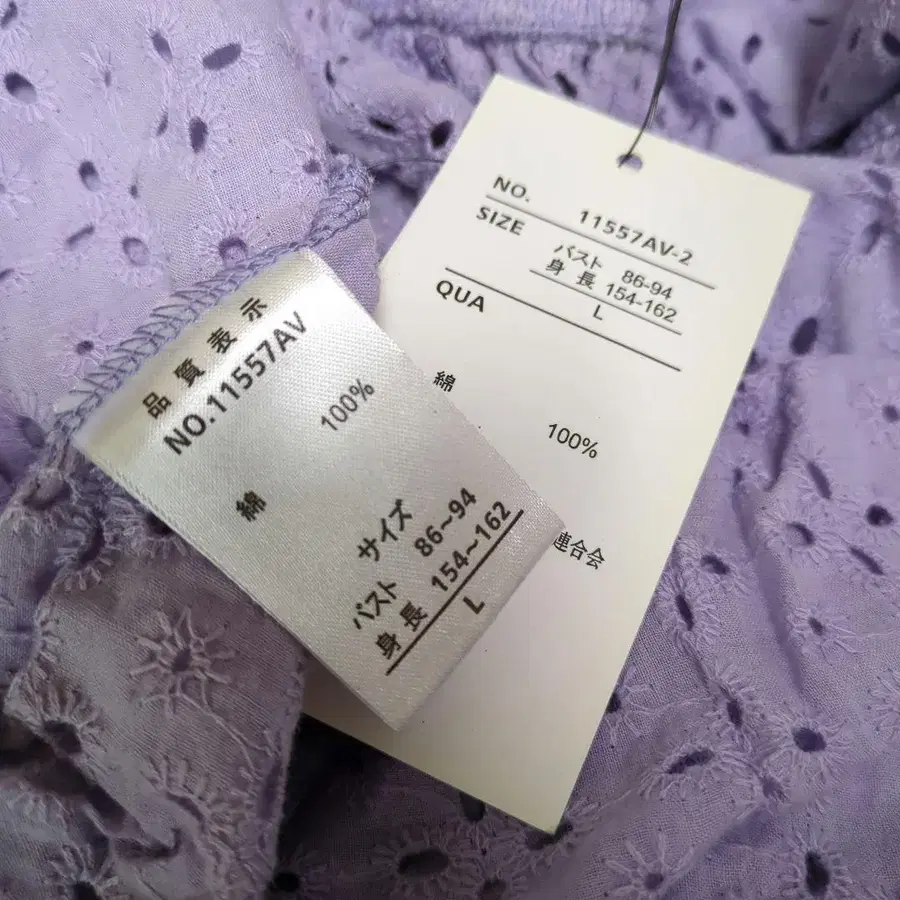 品質表示
NO.11557AV
綿 100%
サイズ
バスト 86~94
身長 154~162
L
NO. 11557AV-2
SIZE バスト 86-94
身長 154-162
L
QUA
綿 100%
連合会